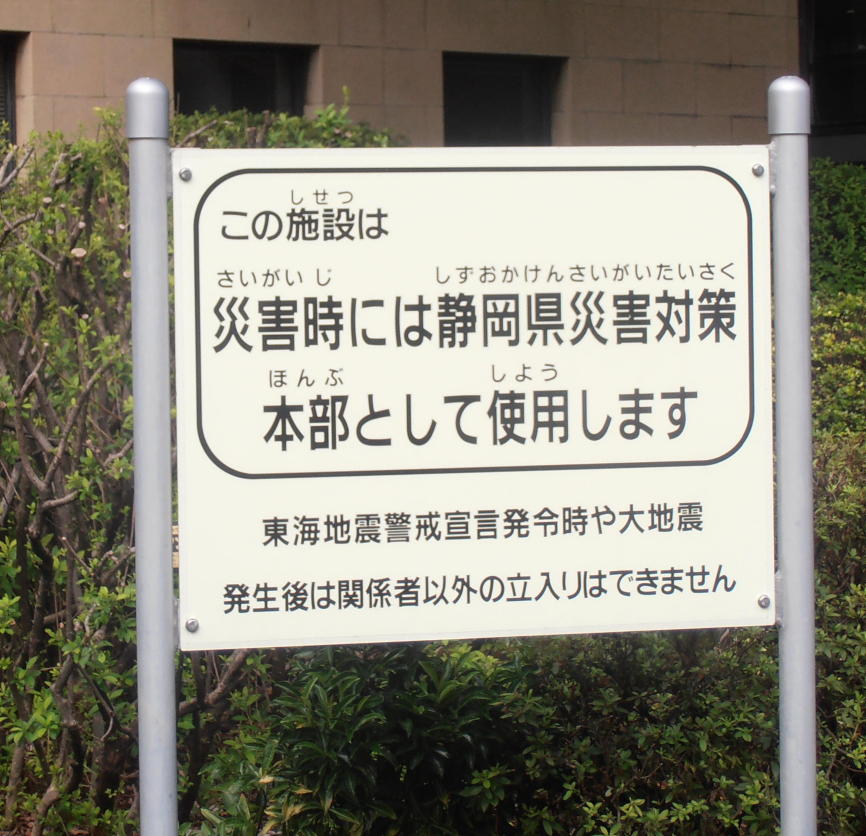 しせつ
この施設は
さいがいじ しずおかけんさいがいたいさく
災害時には静岡県災害対策
ほんぶ しよう
本部として使用します
東海地震警戒宣言発令時や大地震
発生後は関係者以外の立入りはできません